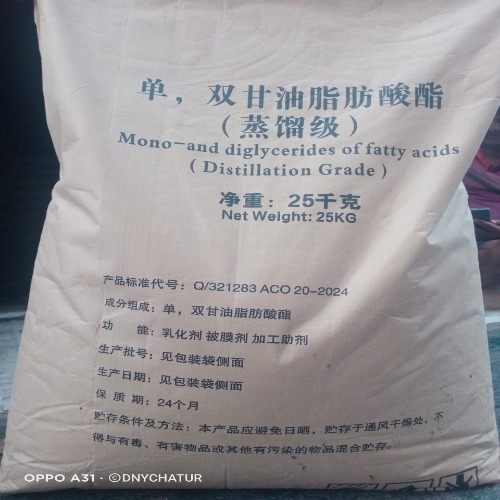 单，双甘油脂肪酸酯
（蒸馏级）
Mono-and diglycerides of fatty acids
(Distillation Grade)
净重：25千克
Net Weight: 25KG
产品标准代号：Q/321283 ACO 20-2024
成分组成：单，双甘油脂肪酸酯
功 能：乳化剂 被膜剂 加工助剂
生产批号：见包装袋侧面
生产日期：见包装袋侧面
保 质 期：24个月
贮存条件及方法：本产品应避免日晒，贮存于通风干燥处，不
得与有毒、有害物品或其他有污染的物品混合贮存。
OPPO A31 · ©DNYCHATUR